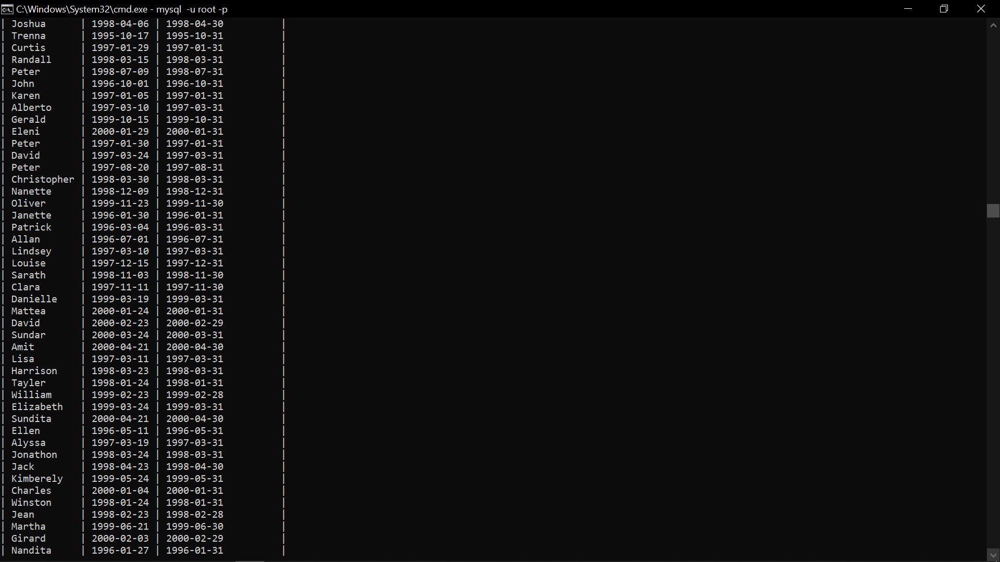 C:\Windows\System32\cmd.exe - mysql  -u root -p
| Joshua      | 1998-04-06 | 1998-04-30          |
| Trenna      | 1995-10-17 | 1995-10-31          |
| Curtis      | 1997-01-29 | 1997-01-31          |
| Randall     | 1998-03-15 | 1998-03-31          |
| Peter       | 1998-07-09 | 1998-07-31          |
| John        | 1996-10-01 | 1996-10-31          |
| Karen       | 1997-01-05 | 1997-01-31          |
| Alberto     | 1997-03-10 | 1997-03-31          |
| Gerald      | 1999-10-15 | 1999-10-31          |
| Eleni       | 2000-01-29 | 2000-01-31          |
| Peter       | 1997-01-30 | 1997-01-31          |
| David       | 1997-03-24 | 1997-03-31          |
| Peter       | 1997-08-20 | 1997-08-31          |
| Christopher | 1998-03-30 | 1998-03-31          |
| Nanette     | 1998-12-09 | 1998-12-31          |
| Oliver      | 1999-11-23 | 1999-11-30          |
| Janette     | 1996-01-30 | 1996-01-31          |
| Patrick     | 1996-03-04 | 1996-03-31          |
| Allan       | 1996-07-01 | 1996-07-31          |
| Lindsey     | 1997-03-10 | 1997-03-31          |
| Louise      | 1997-12-15 | 1997-12-31          |
| Sarath      | 1998-11-03 | 1998-11-30          |
| Clara       | 1997-11-11 | 1997-11-30          |
| Danielle    | 1999-03-19 | 1999-03-31          |
| Mattea      | 2000-01-24 | 2000-01-31          |
| David       | 2000-02-23 | 2000-02-29          |
| Sundar      | 2000-03-24 | 2000-03-31          |
| Amit        | 2000-04-21 | 2000-04-30          |
| Lisa        | 1997-03-11 | 1997-03-31          |
| Harrison    | 1998-03-23 | 1998-03-31          |
| Tayler      | 1998-01-24 | 1998-01-31          |
| William     | 1999-02-23 | 1999-02-28          |
| Elizabeth   | 1999-03-24 | 1999-03-31          |
| Sundita     | 2000-04-21 | 2000-04-30          |
| Ellen       | 1996-05-11 | 1996-05-31          |
| Alyssa      | 1997-03-19 | 1997-03-31          |
| Jonathon    | 1998-03-24 | 1998-03-31          |
| Jack        | 1998-04-23 | 1998-04-30          |
| Kimberely   | 1999-05-24 | 1999-05-31          |
| Charles     | 2000-01-04 | 2000-01-31          |
| Winston     | 1998-01-24 | 1998-01-31          |
| Jean        | 1998-02-23 | 1998-02-28          |
| Martha      | 1999-06-21 | 1999-06-30          |
| Girard      | 2000-02-03 | 2000-02-29          |
| Nandita     | 1996-01-27 | 1996-01-31          |